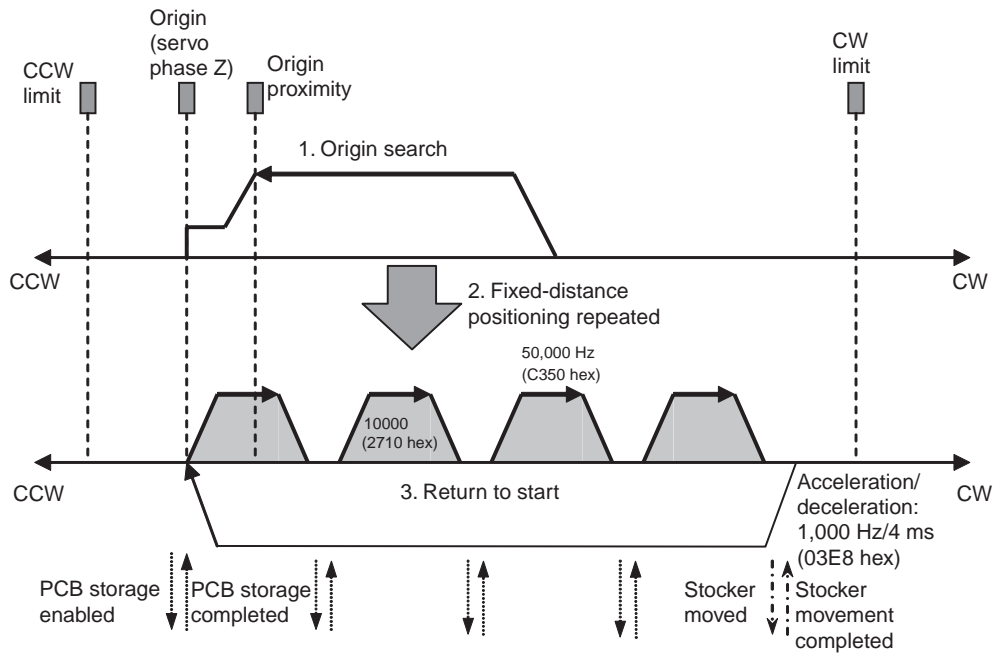 Origin
(servo
phase Z)
CCW
limit
Origin
proximity
CW
limit
1. Origin search
CCW
CW
2. Fixed-distance
positioning repeated
50,000 Hz
(C350 hex)
10000
(2710 hex)
CCW
CW
3. Return to start
Acceleration/
deceleration:
1,000 Hz/4 ms
(03E8 hex)
PCB storage
enabled
PCB storage
completed
Stocker
moved
Stocker
movement
completed